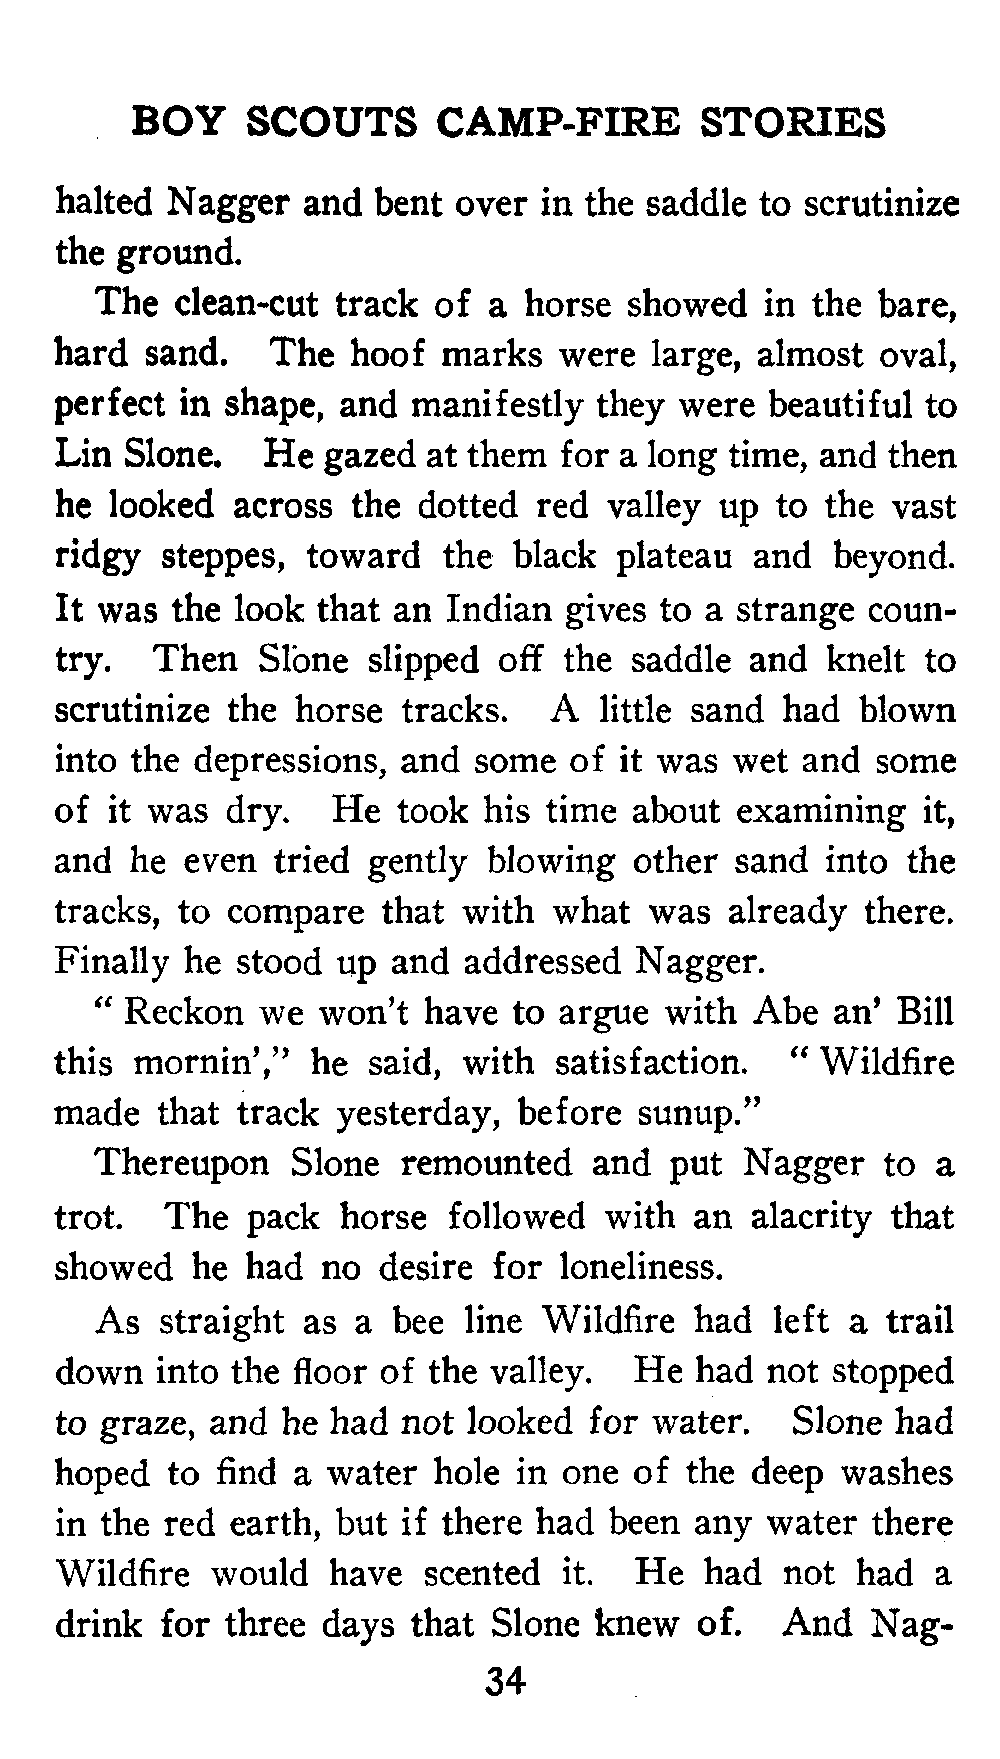 BOY SCOUTS CAMP-FIRE STORIES
halted Nagger and bent over in the saddle to scrutinize
the ground.
The clean-cut track of a horse showed in the bare,
hard sand. The hoof marks were large, almost oval,
perfect in shape, and manifestly they were beautiful to
Lin Slone. He gazed at them for a long time, and then
he looked across the dotted red valley up to the vast
ridgy steppes, toward the black plateau and beyond.
It was the look that an Indian gives to a strange coun-
try. Then Slone slipped off the saddle and knelt to
scrutinize the horse tracks. A little sand had blown
into the depressions, and some of it was wet and some
of it was dry. He took his time about examining it,
and he even tried gently blowing other sand into the
tracks, to compare that with what was already there.
Finally he stood up and addressed Nagger.
" Reckon we won't have to argue with Abe an' Bill
this mornin'," he said, with satisfaction. " Wildfire
made that track yesterday, before sunup."
Thereupon Slone remounted and put Nagger to a
trot. The pack horse followed with an alacrity that
showed he had no desire for loneliness.
As straight as a bee line Wildfire had left a trail
down into the floor of the valley. He had not stopped
to graze, and he had not looked for water. Slone had
hoped to find a water hole in one of the deep washes
in the red earth, but if there had been any water there
Wildfire would have scented it. He had not had a
drink for three days that Slone knew of. And Nag-
34